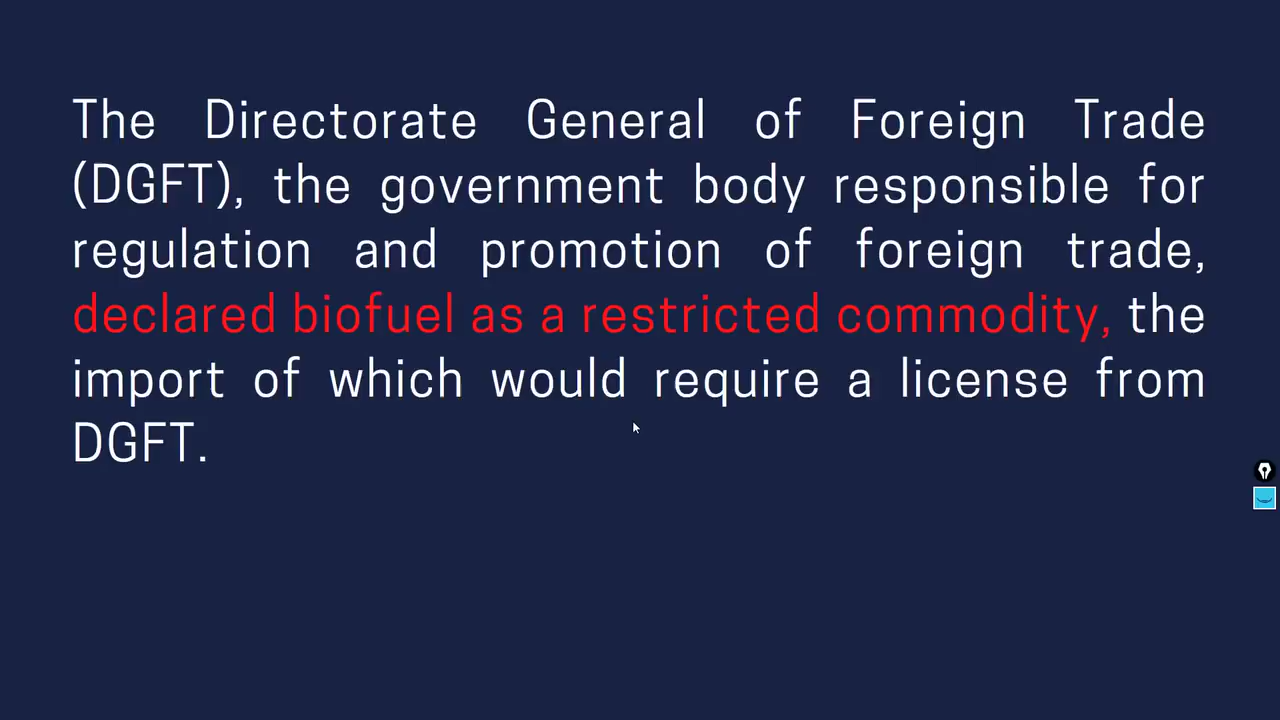 The Directorate General of Foreign Trade
(DGFT), the government body responsible for
regulation and promotion of foreign trade,
declared biofuel as a restricted commodity, the
import of which would require a license from
DGFT.